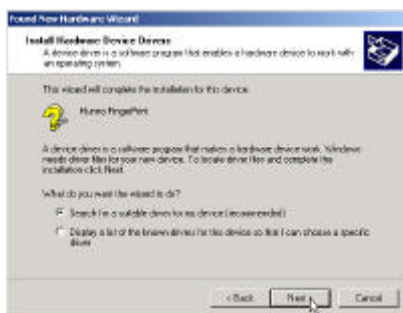 Found New Hardware Wizard
Install Hardware Device Drivers
A device driver is a software program that enables a hardware device to work with
an operating system.
This wizard will complete the installation for this device:
FingerPrint
A device driver is a software program that makes a hardware device work. Windows
needs driver files for your new device. To locate driver files and complete the
installation click Next.
What do you want the wizard to do?
Search for a suitable driver for my device (recommended)
Display a list of the known drivers for this device so that I can choose a specific
driver
< Back
Next >
Cancel